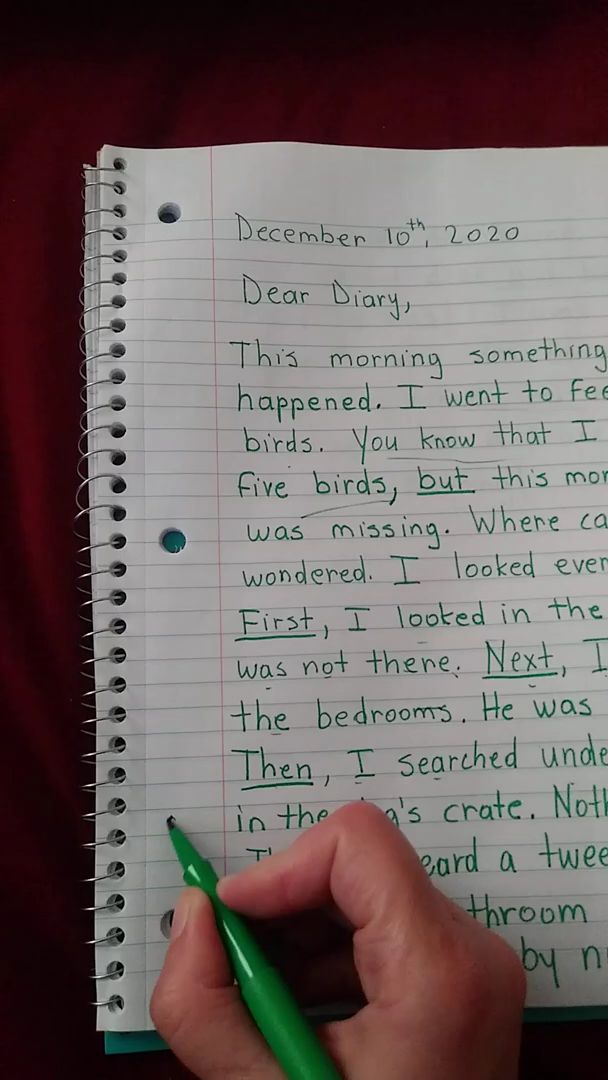 December 10th, 2020
Dear Diary,
This morning something
happened. I went to fee
birds. You know that I
five birds, but this mor
was missing. Where ca
wondered. I looked ever
First, I looked in the
was not there. Next, I
the bedrooms. He was
Then, I searched unde
in the g's crate. Noth
eard a twee
throom
by n